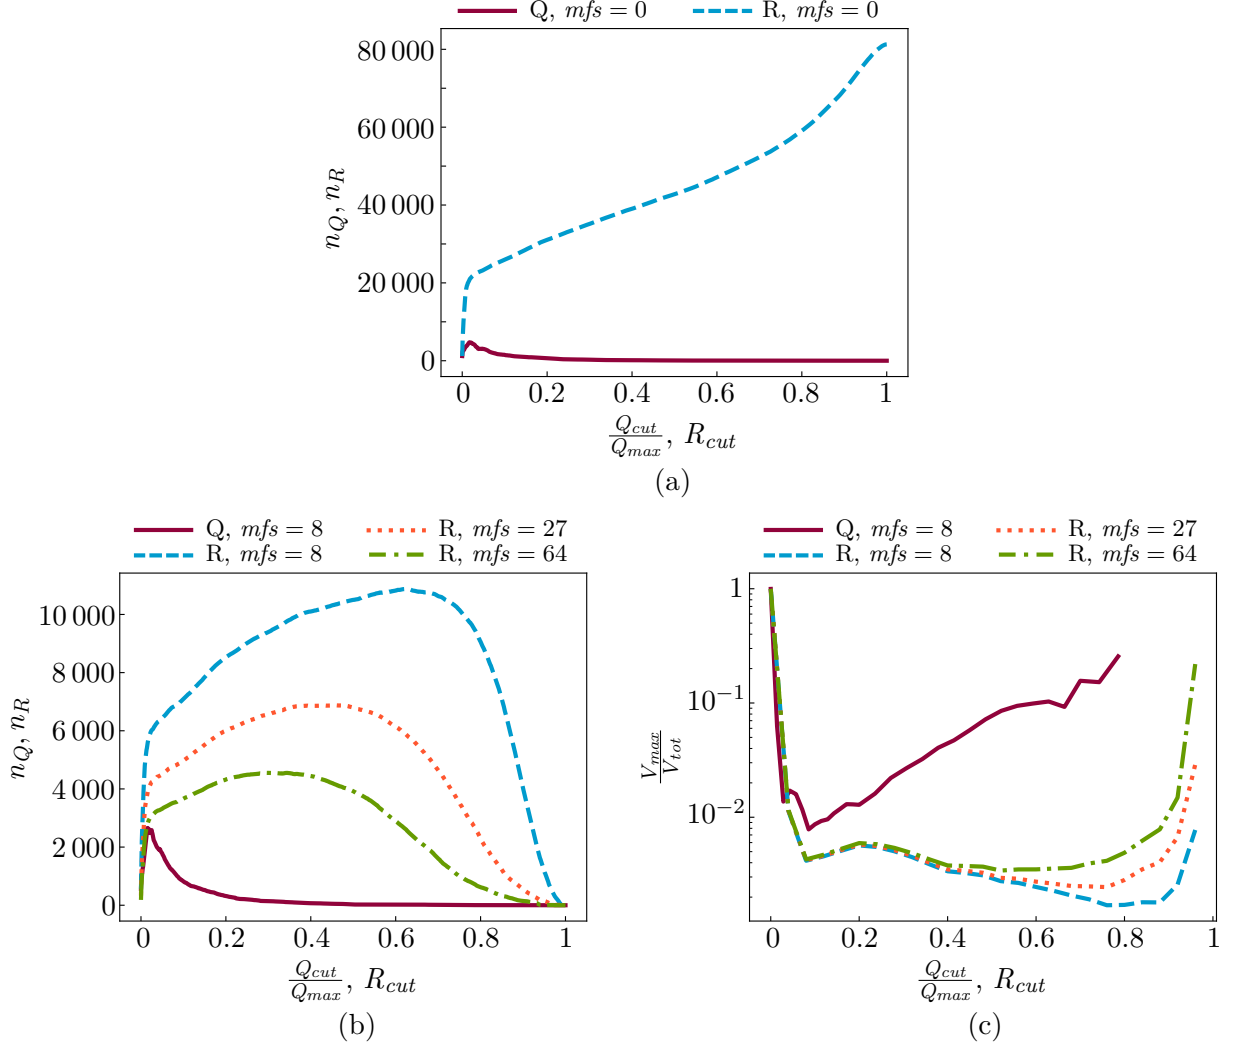 Q, mfs = 0 R, mfs = 0
80 000
60 000
40 000
20 000
0
n_Q, n_R
0 0.2 0.4 0.6 0.8 1
Q_cut/Q_max, R_cut
(a)
Q, mfs = 8 R, mfs = 27
R, mfs = 8 R, mfs = 64
10 000
8 000
6 000
4 000
2 000
0
n_Q, n_R
0 0.2 0.4 0.6 0.8 1
Q_cut/Q_max, R_cut
(b)
Q, mfs = 8 R, mfs = 27
R, mfs = 8 R, mfs = 64
1
10^−1
10^−2
V_max/V_tot
0 0.2 0.4 0.6 0.8 1
Q_cut/Q_max, R_cut
(c)